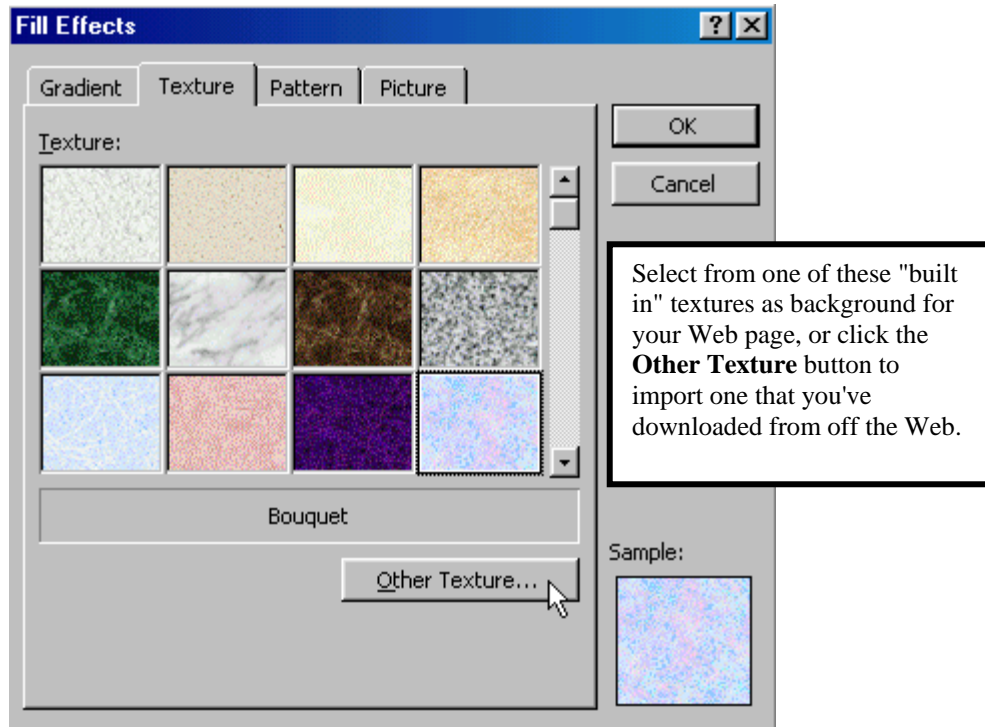 Fill Effects
Gradient Texture Pattern Picture
OK
Texture:
Cancel
Select from one of these "built
in" textures as background for
your Web page, or click the
Other Texture button to
import one that you've
downloaded from off the Web.
Bouquet
Other Texture...
Sample: